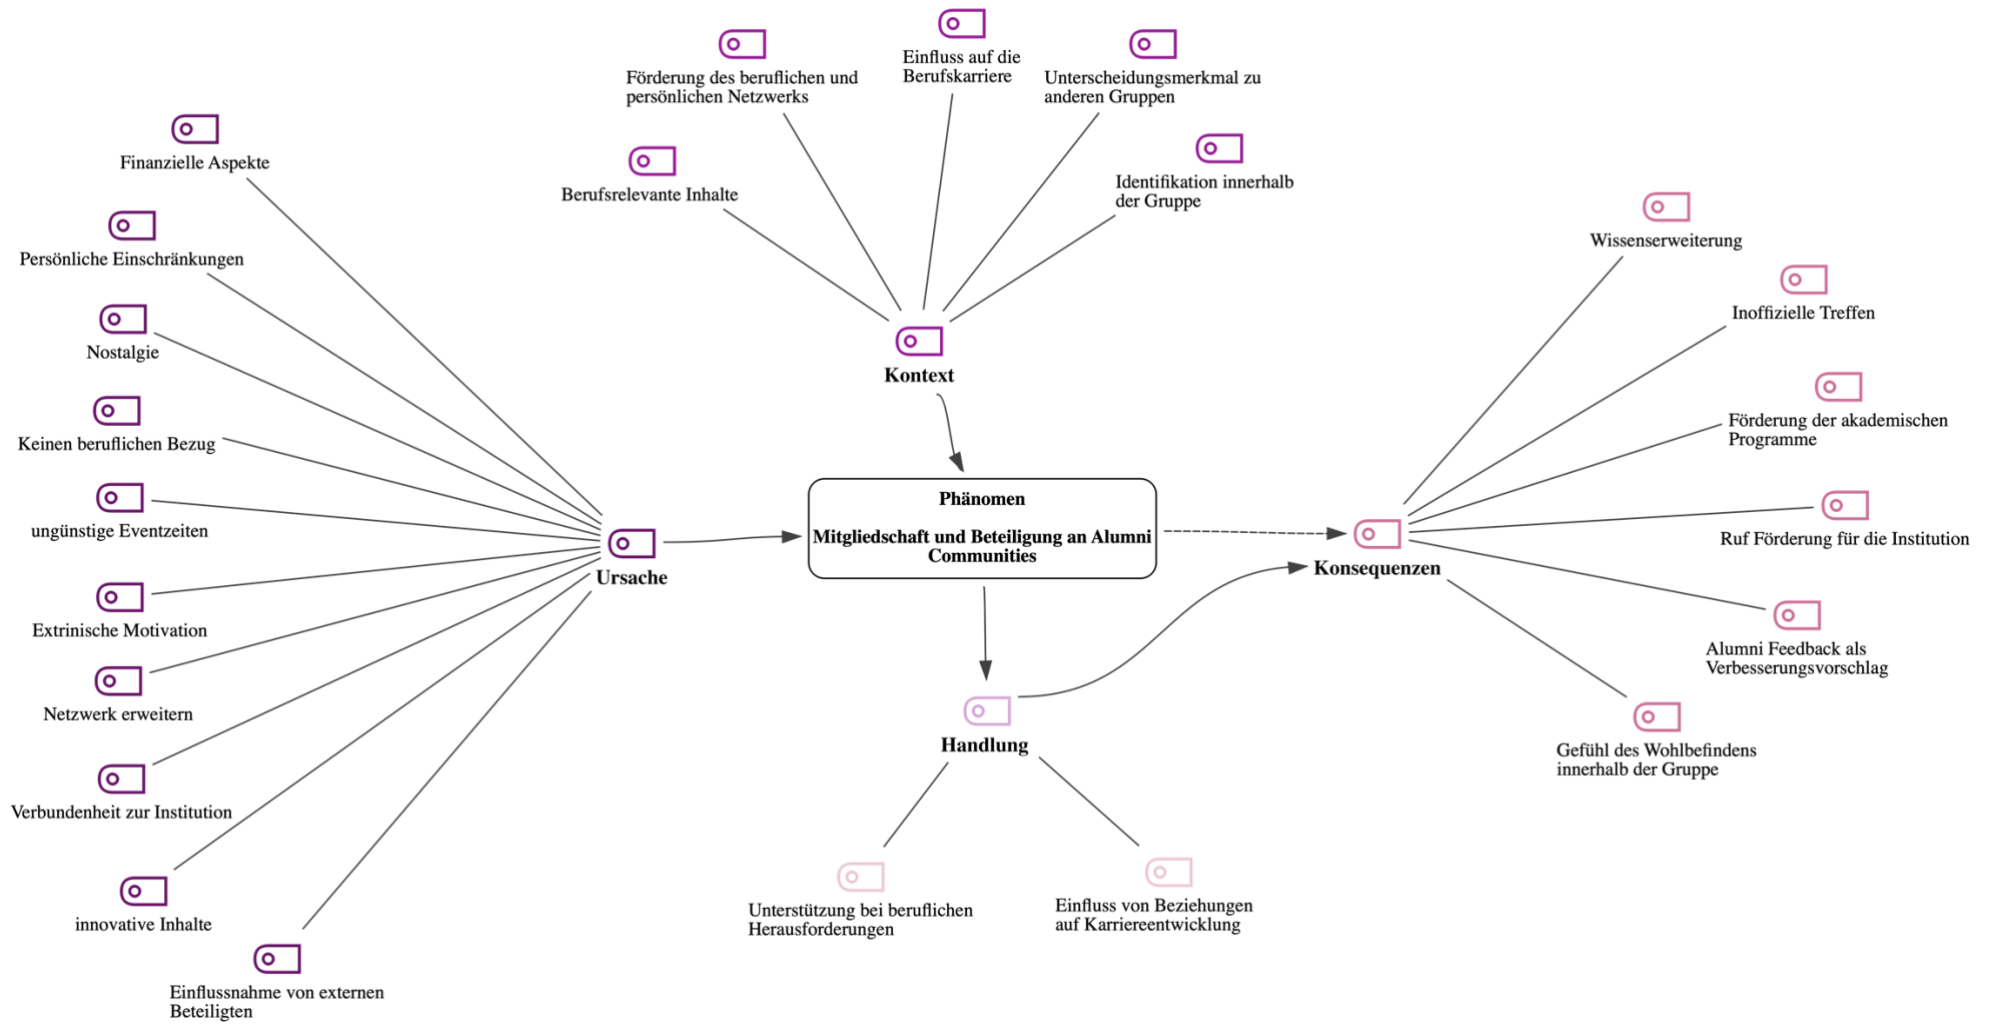 Einfluss auf die
Berufskarriere
Förderung des beruflichen und
persönlichen Netzwerks
Unterscheidungsmerkmal zu
anderen Gruppen
Berufsrelevante Inhalte
Identifikation innerhalb
der Gruppe
Kontext
Finanzielle Aspekte
Persönliche Einschränkungen
Nostalgie
Keinen beruflichen Bezug
ungünstige Eventzeiten
Extrinische Motivation
Netzwerk erweitern
Verbundenheit zur Institution
innovative Inhalte
Einflussnahme von externen
Beteiligten
Ursache
Phänomen
Mitgliedschaft und Beteiligung an Alumni
Communities
Handlung
Unterstützung bei beruflichen
Herausforderungen
Einfluss von Beziehungen
auf Karriereentwicklung
Konsequenzen
Wissenserweiterung
Inoffizielle Treffen
Förderung der akademischen
Programme
Ruf Förderung für die Institution
Alumni Feedback als
Verbesserungsvorschlag
Gefühl des Wohlbefindens
innerhalb der Gruppe